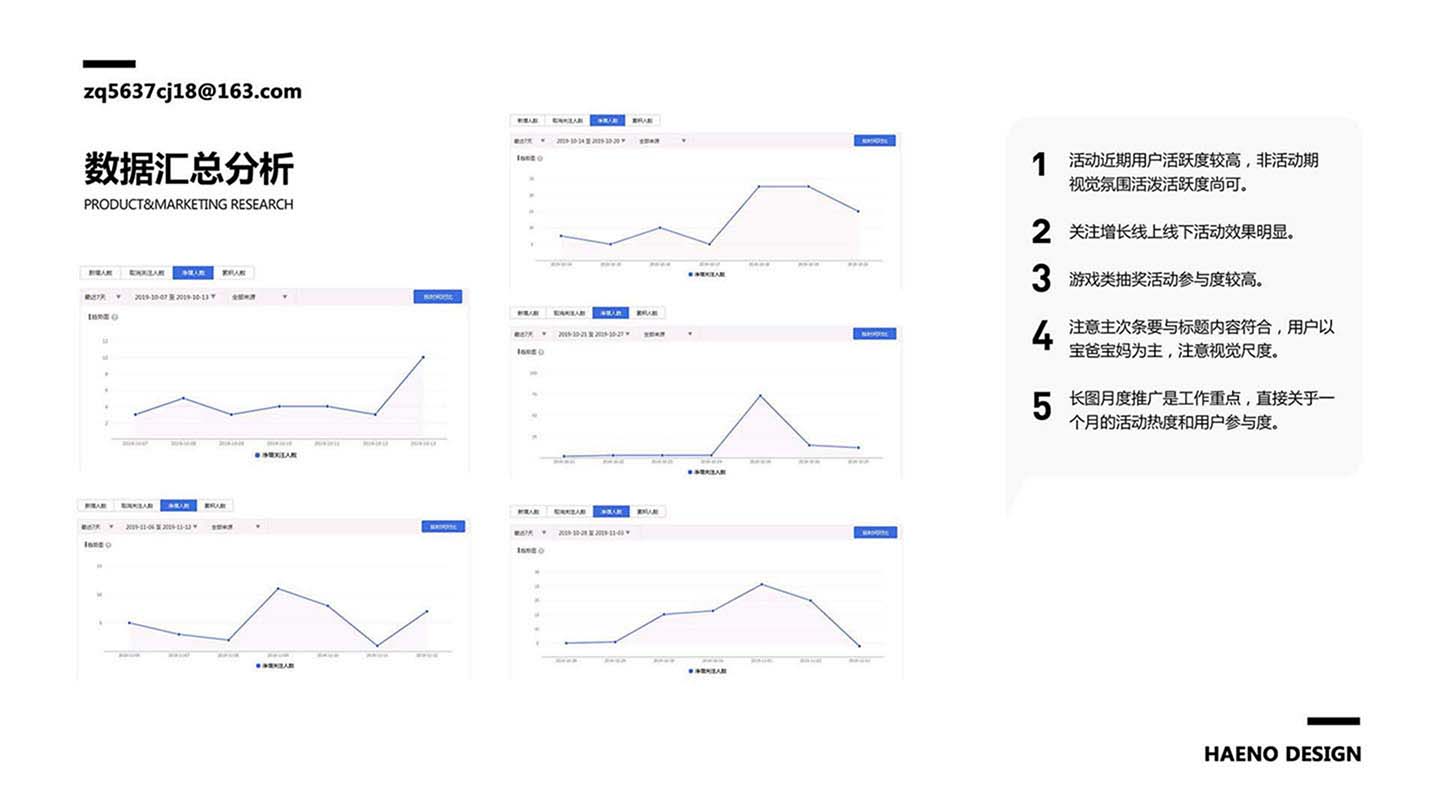 zq5637cj18@163.com
数据汇总分析
PRODUCT&MARKETING RESEARCH
新增人数 取消关注人数 净增人数 累积人数
最近7天 2019-10-07 至 2019-10-13 全部来源 按时间对比
趋势图
12
10
8
6
4
2
2019-10-07 2019-10-08 2019-10-09 2019-10-10 2019-10-11 2019-10-12 2019-10-13
净增关注人数
新增人数 取消关注人数 净增人数 累积人数
最近7天 2019-11-06 至 2019-11-12 全部来源 按时间对比
趋势图
15
10
5
净增关注人数
新增人数 取消关注人数 净增人数 累积人数
最近7天 2019-10-14 至 2019-10-20 全部来源 按时间对比
趋势图
净增关注人数
新增人数 取消关注人数 净增人数 累积人数
最近7天 2019-10-21 至 2019-10-27 全部来源 按时间对比
趋势图
100
75
50
25
净增关注人数
新增人数 取消关注人数 净增人数 累积人数
最近7天 2019-10-28 至 2019-11-03 按时间对比
趋势图
30
25
20
15
10
5
净增关注人数
1 活动近期用户活跃度较高，非活动期
视觉氛围活泼活跃度尚可。
2 关注增长线上线下活动效果明显。
3 游戏类抽奖活动参与度较高。
4 注意主次条要与标题内容符合，用户以
宝爸宝妈为主，注意视觉尺度。
5 长图月度推广是工作重点，直接关乎一
个月的活动热度和用户参与度。
HAENO DESIGN